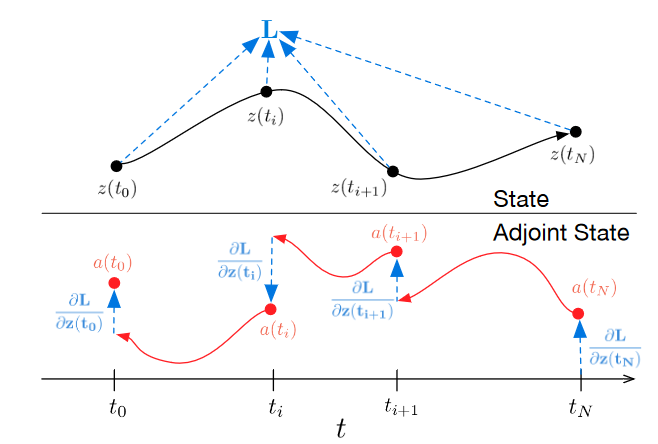 L
z(t_i)
z(t_N)
z(t_0)
z(t_{i+1})
State
Adjoint State
a(t_{i+1})
∂L/∂z(t_i)
a(t_0)
∂L/∂z(t_{i+1})
a(t_N)
∂L/∂z(t_0)
a(t_i)
∂L/∂z(t_N)
t_0 t_i t_{i+1} t_N
t